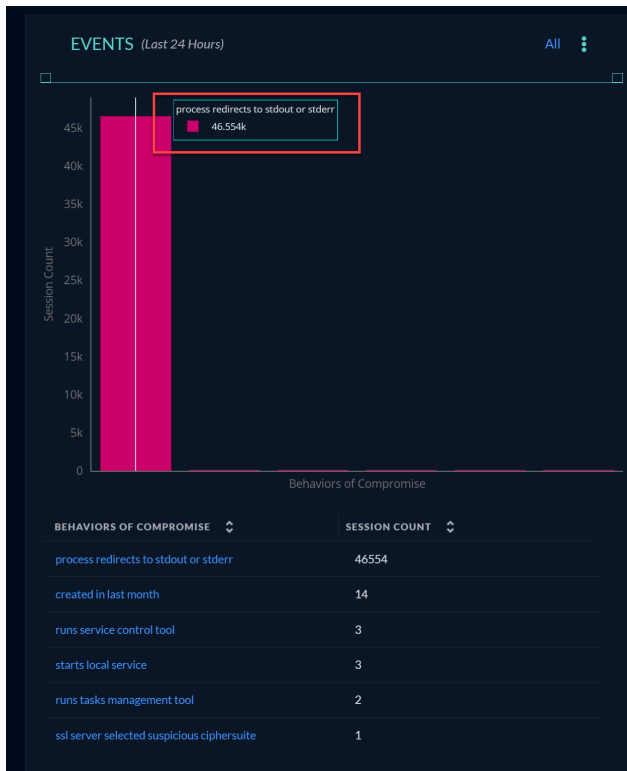 EVENTS (Last 24 Hours) All
process redirects to stdout or stderr
46.554k
45k
40k
35k
30k
25k
20k
15k
10k
5k
0
Session Count
Behaviors of Compromise
BEHAVIORS OF COMPROMISE SESSION COUNT
process redirects to stdout or stderr 46554
created in last month 14
runs service control tool 3
starts local service 3
runs tasks management tool 2
ssl server selected suspicious ciphersuite 1